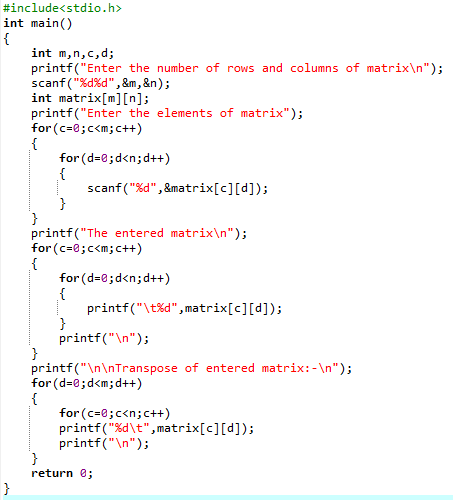 #include<stdio.h>
int main()
{
    int m,n,c,d;
    printf("Enter the number of rows and columns of matrix\n");
    scanf("%d%d",&m,&n);
    int matrix[m][n];
    printf("Enter the elements of matrix");
    for(c=0;c<m;c++)
    {
        for(d=0;d<n;d++)
        {
            scanf("%d",&matrix[c][d]);
        }
    }
    printf("The entered matrix\n");
    for(c=0;c<m;c++)
    {
        for(d=0;d<n;d++)
        {
            printf("\t%d",matrix[c][d]);
        }
        printf("\n");
    }
    printf("\n\nTranspose of entered matrix:-\n");
    for(d=0;d<m;d++)
    {
        for(c=0;c<n;c++)
        printf("%d\t",matrix[c][d]);
        printf("\n");
    }
    return 0;
}